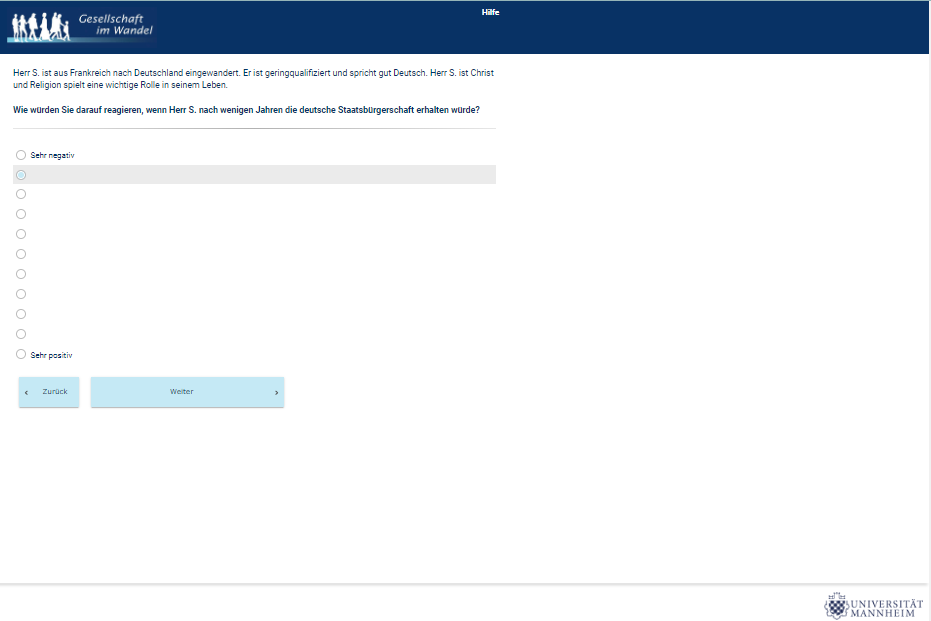 Gesellschaft
im Wandel
Hilfe
Herr S. ist aus Frankreich nach Deutschland eingewandert. Er ist geringqualifiziert und spricht gut Deutsch. Herr S. ist Christ
und Religion spielt eine wichtige Rolle in seinem Leben.
Wie würden Sie darauf reagieren, wenn Herr S. nach wenigen Jahren die deutsche Staatsbürgerschaft erhalten würde?
Sehr negativ
Sehr positiv
‹ Zurück
Weiter ›
UNIVERSITÄT
MANNHEIM